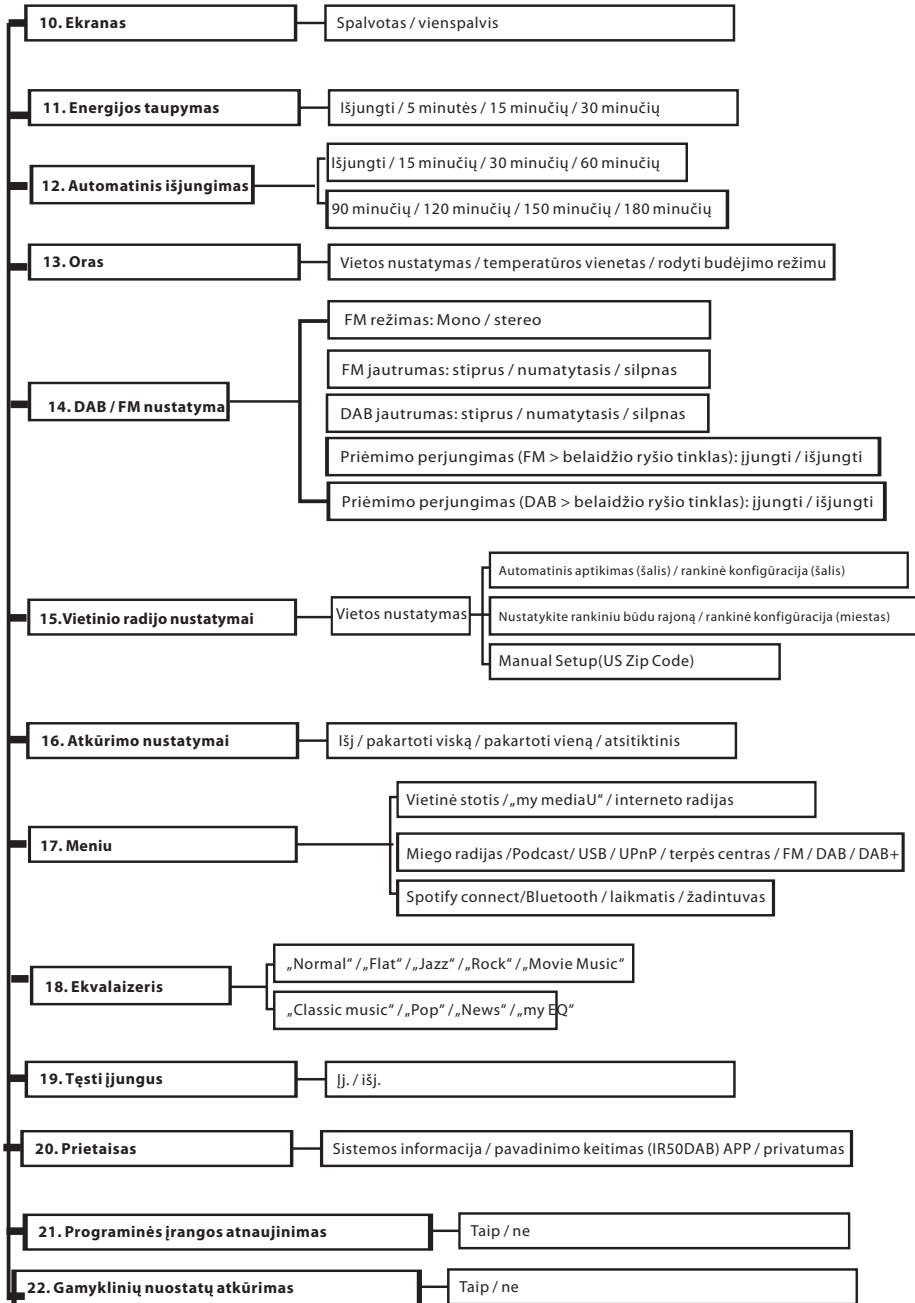 10. Ekranas
Spalvotas / vienspalvis
11. Energijos taupymas
Išjungti / 5 minutės / 15 minučių / 30 minučių
12. Automatinis išjungimas
Išjungti / 15 minučių / 30 minučių / 60 minučių
90 minučių / 120 minučių / 150 minučių / 180 minučių
13. Oras
Vietos nustatymas / temperatūros vienetas / rodyti budėjimo režimu
14. DAB / FM nustatyma
FM režimas: Mono / stereo
FM jautrumas: stiprus / numatytasis / silpnas
DAB jautrumas: stiprus / numatytasis / silpnas
Priėmimo perjungimas (FM > belaidžio ryšio tinklas): įjungti / išjungti
Priėmimo perjungimas (DAB > belaidžio ryšio tinklas): įjungti / išjungti
15.Vietinio radijo nustatymai
Vietos nustatymas
Automatinis aptikimas (šalis) / rankinė konfigūracija (šalis)
Nustatykite rankiniu būdu rajoną / rankinė konfigūracija (miestas)
Manual Setup(US Zip Code)
16. Atkūrimo nustatymai
Išj / pakartoti viską / pakartoti vieną / atsitiktinis
17. Meniu
Vietinė stotis /„my mediaU“ / interneto radijas
Miego radijas /Podcast/ USB / UPnP / terpės centras / FM / DAB / DAB+
Spotify connect/Bluetooth / laikmatis / žadintuvas
18. Ekvalaizeris
„Normal“ /„Flat“ /„Jazz“ /„Rock“ /„Movie Music“
„Classic music“ /„Pop“ /„News“ /„my EQ“
19. Tęsti įjungus
Įj. / išj.
20. Prietaisas
Sistemos informacija / pavadinimo keitimas (IR50DAB) APP / privatumas
21. Programinės įrangos atnaujinimas
Taip / ne
22. Gamyklinių nuostatų atkūrimas
Taip / ne